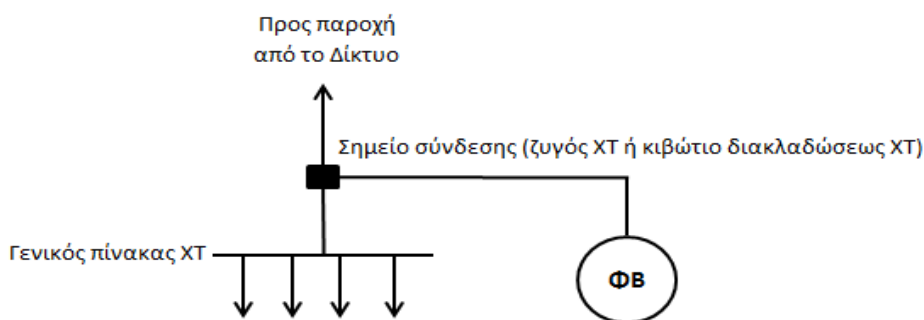 Προς παροχή
από το Δίκτυο
Σημείο σύνδεσης (ζυγός ΧΤ ή κιβώτιο διακλαδώσεως ΧΤ)
Γενικός πίνακας ΧΤ
ΦΒ